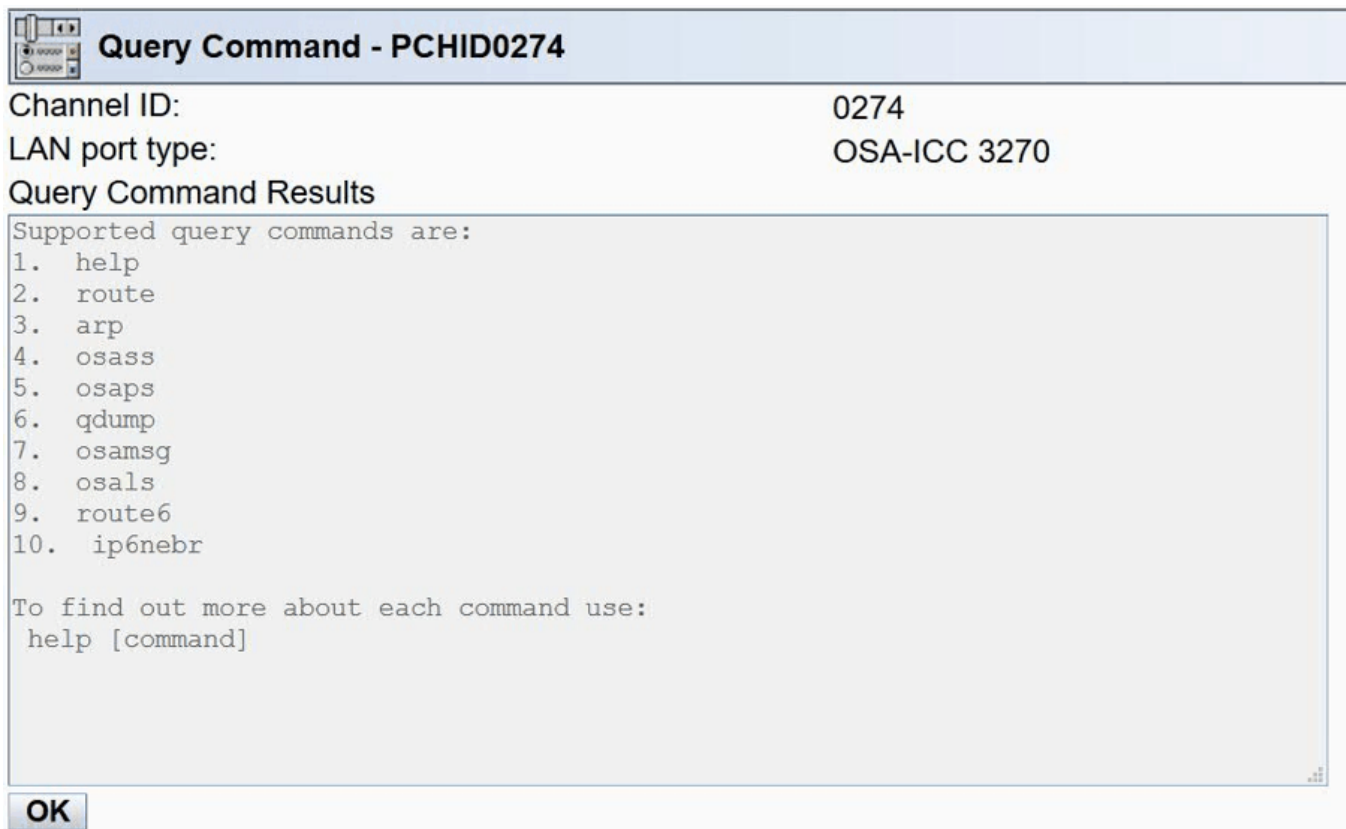 Query Command - PCHID0274
Channel ID: 0274
LAN port type: OSA-ICC 3270
Query Command Results
Supported query commands are:
1. help
2. route
3. arp
4. osass
5. osaps
6. qdump
7. osamsg
8. osals
9. route6
10. ip6nebr
To find out more about each command use:
help [command]
OK